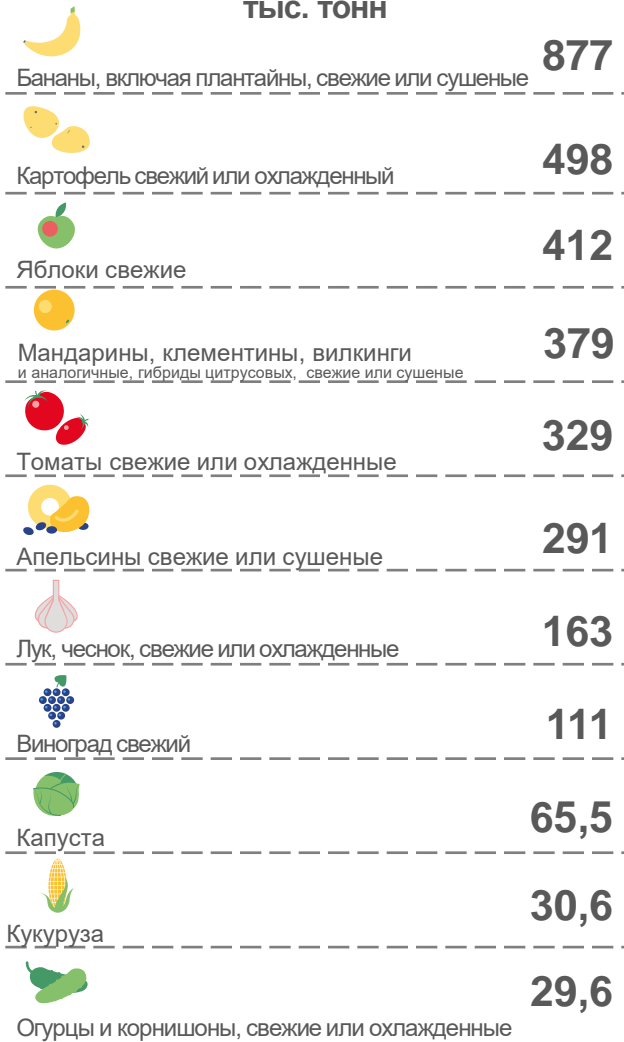 тыс. тонн
877
Бананы, включая плантайны, свежие или сушеные
498
Картофель свежий или охлажденный
412
Яблоки свежие
379
Мандарины, клементины, вилкинги
и аналогичные, гибриды цитрусовых, свежие или сушеные
329
Томаты свежие или охлажденные
291
Апельсины свежие или сушеные
163
Лук, чеснок, свежие или охлажденные
111
Виноград свежий
65,5
Капуста
30,6
Кукуруза
29,6
Огурцы и корнишоны, свежие или охлажденные